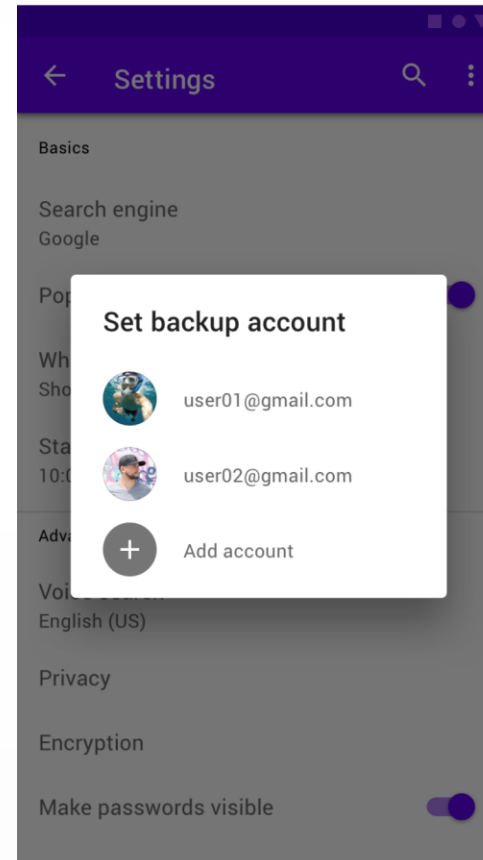 Settings
Basics
Search engine
Google
Set backup account
user01@gmail.com
user02@gmail.com
Add account
English (US)
Privacy
Encryption
Make passwords visible